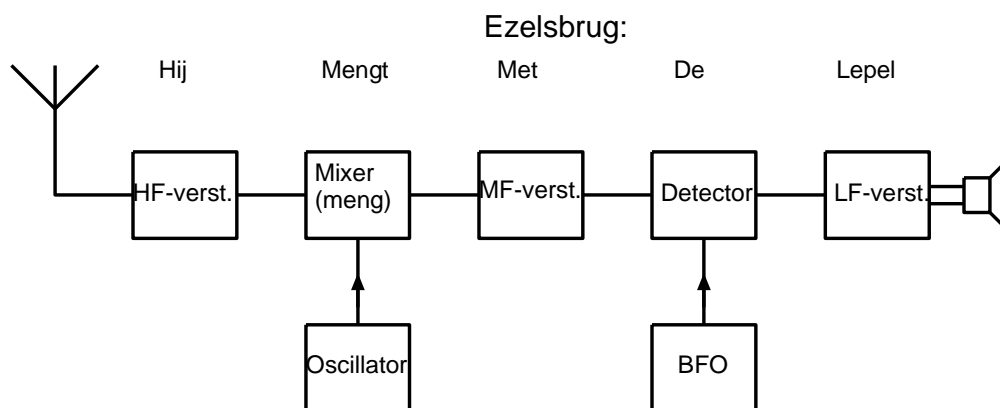 Ezelsbrug:
Hij Mengt Met De Lepel
HF-verst.
Mixer
(meng)
MF-verst.
Detector
LF-verst.
Oscillator
BFO